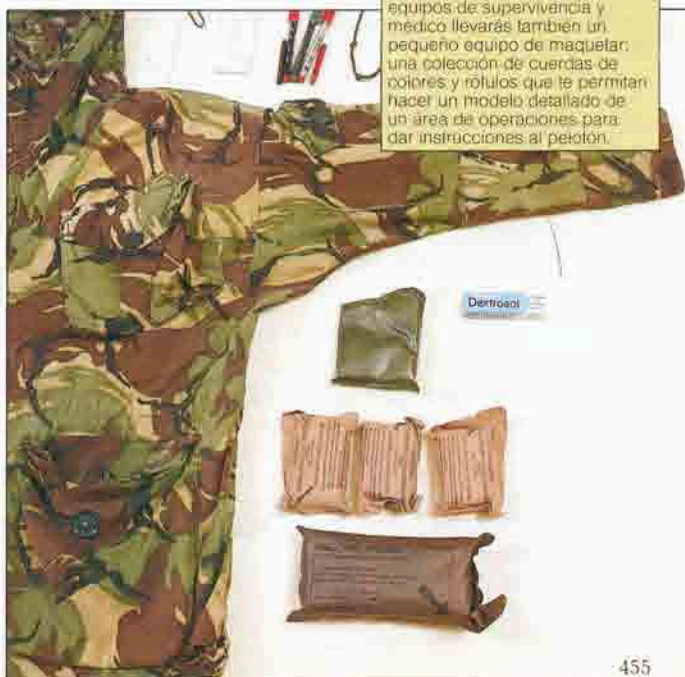 equipos de supervivencia y
médico llevarás también un
pequeño equipo de maquetar:
una colección de cuerdas de
colores y rótulos que te permitan
hacer un modelo detallado de
un área de operaciones para
dar instrucciones al pelotón.
Dextrosol
455